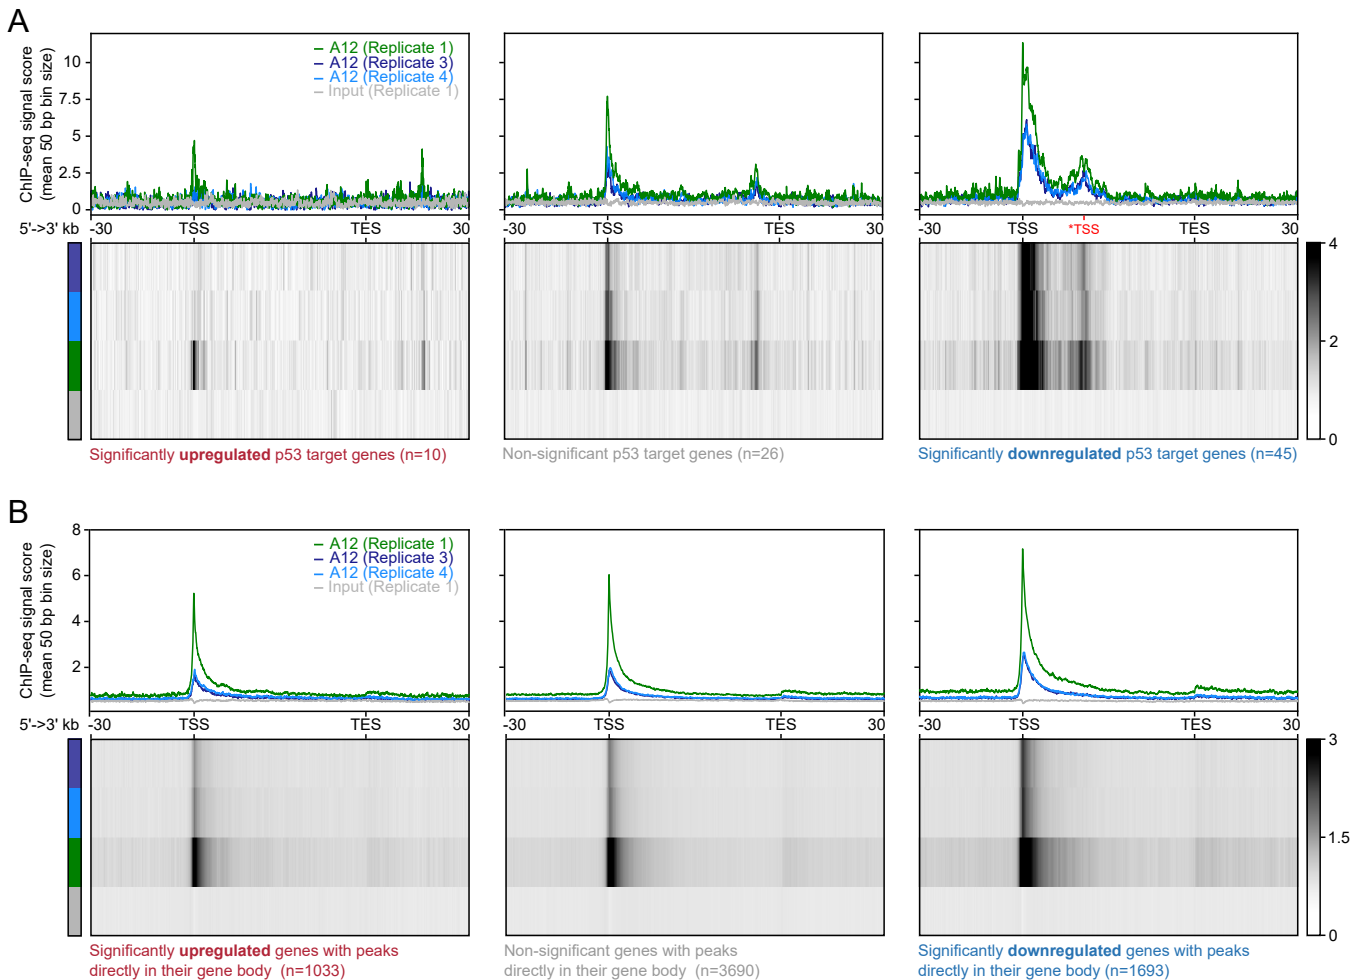 A
ChIP-seq signal score
(mean 50 bp bin size)
10
7.5
5
2.5
0
A12 (Replicate 1)
A12 (Replicate 3)
A12 (Replicate 4)
Input (Replicate 1)
5'->3' kb
-30 TSS TES 30
-30 TSS TES 30
-30 TSS *TSS TES 30
4
2
0
Significantly upregulated p53 target genes (n=10)
Non-significant p53 target genes (n=26)
Significantly downregulated p53 target genes (n=45)
B
ChIP-seq signal score
(mean 50 bp bin size)
8
6
4
2
A12 (Replicate 1)
A12 (Replicate 3)
A12 (Replicate 4)
Input (Replicate 1)
5'->3' kb
-30 TSS TES 30
-30 TSS TES 30
-30 TSS TES 30
3
1.5
0
Significantly upregulated genes with peaks
directly in their gene body (n=1033)
Non-significant genes with peaks
directly in their gene body (n=3690)
Significantly downregulated genes with peaks
directly in their gene body (n=1693)